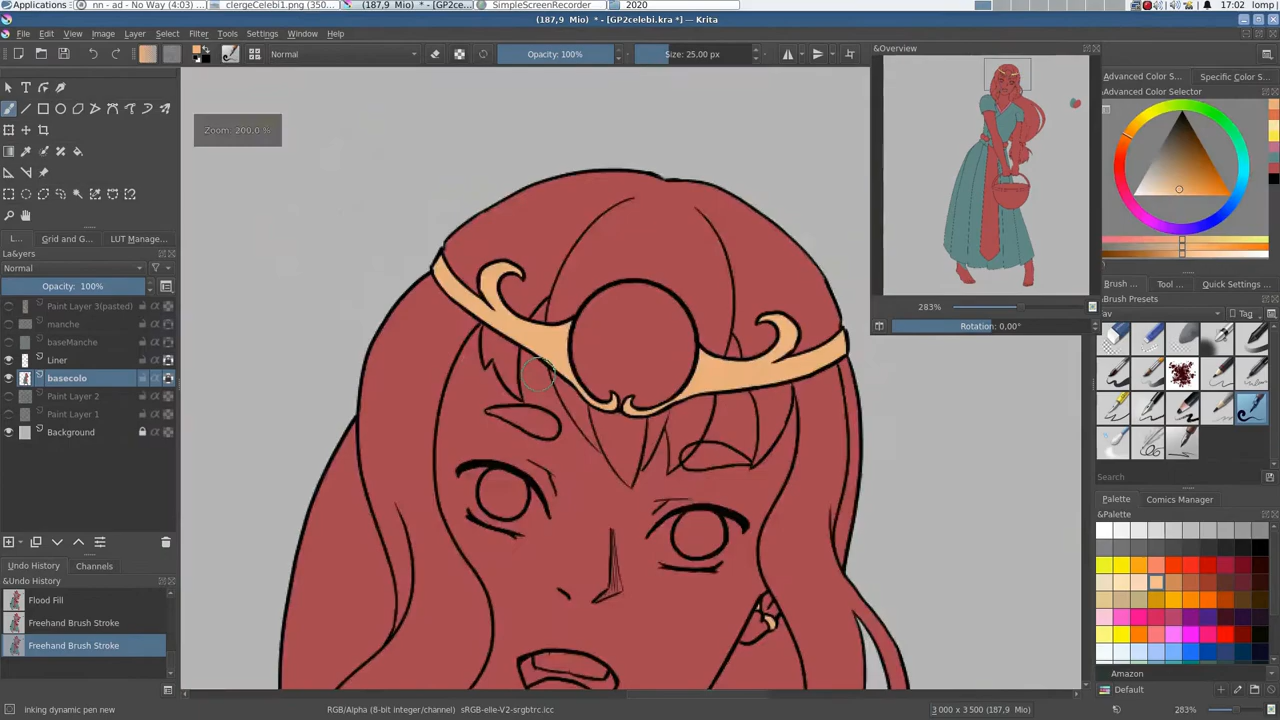 Applications
nn - ad - No Way (4:03) ...
clergeCelebi1.png (350...
(187,9 Mio) * - [GP2ce...
SimpleScreenRecorder
2020
17:02
lomp
(187,9 Mio) * - [GP2celebi.kra *] — Krita
File Edit View Image Layer Select Filter Tools Settings Window Help
Normal
Opacity: 100%
Size: 25.00 px
&Overview
Zoom: 200,0 %
Advanced Color S...
Specific Color S...
Advanced Color Selector
283%
Rotation: 0,00°
L...
Grid and G...
LUT Manage...
La&yers
Normal
Opacity: 100%
Paint Layer 3(pasted)
manche
baseManche
Liner
basecolo
Paint Layer 2
Paint Layer 1
Background
Brush ...
Tool ...
Quick Settings ...
Brush Presets
Tag
Search
Palette
Comics Manager
&Palette
Amazon
Default
Undo History
Channels
&Undo History
Flood Fill
Freehand Brush Stroke
Freehand Brush Stroke
inking dynamic pen new
RGB/Alpha (8-bit integer/channel) sRGB-elle-V2-srgbtrc.icc
3 000 x 3 500 (187,9 Mio)
283%